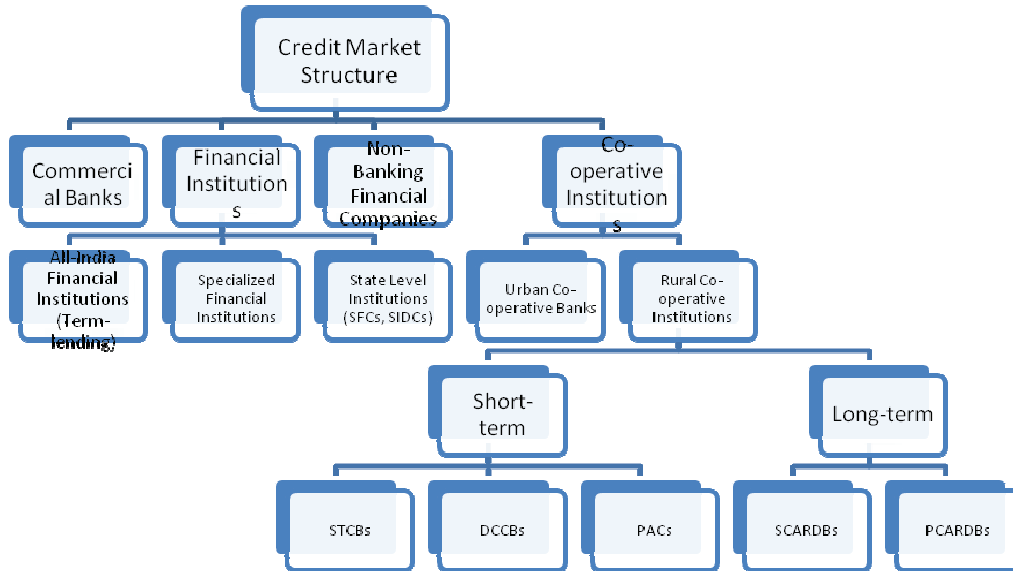 Credit Market
Structure
Commerci
al Banks
Financial
Institution
s
Non-
Banking
Financial
Companies
Co-
operative
Institution
s
All-India
Financial
Institutions
(Term-
lending)
Specialized
Financial
Institutions
State Level
Institutions
(SFCs, SIDCs)
Urban Co-
operative Banks
Rural Co-
operative
Institutions
Short-
term
Long-term
STCBs
DCCBs
PACs
SCARDBs
PCARDBs